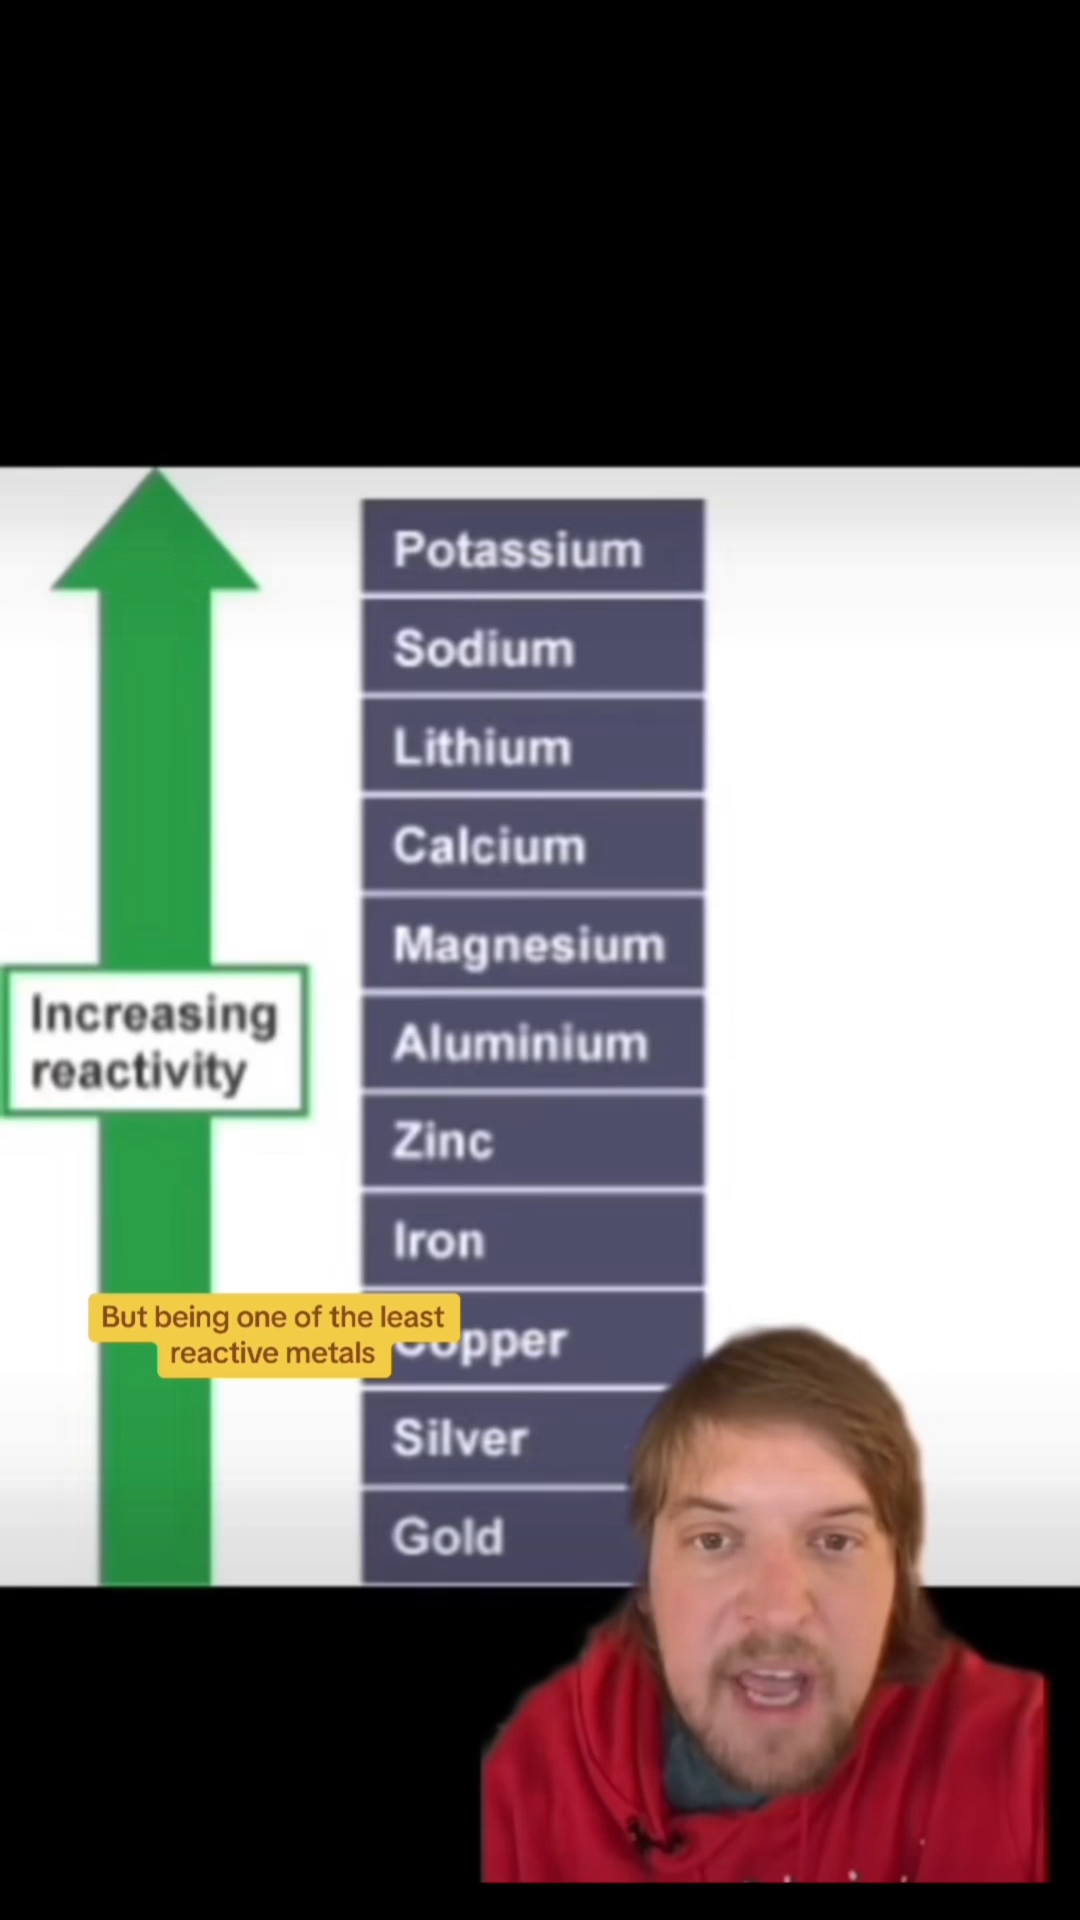 Potassium
Sodium
Lithium
Calcium
Magnesium
Increasing
reactivity
Aluminium
Zinc
Iron
But being one of the least
reactive metals
Copper
Silver
Gold